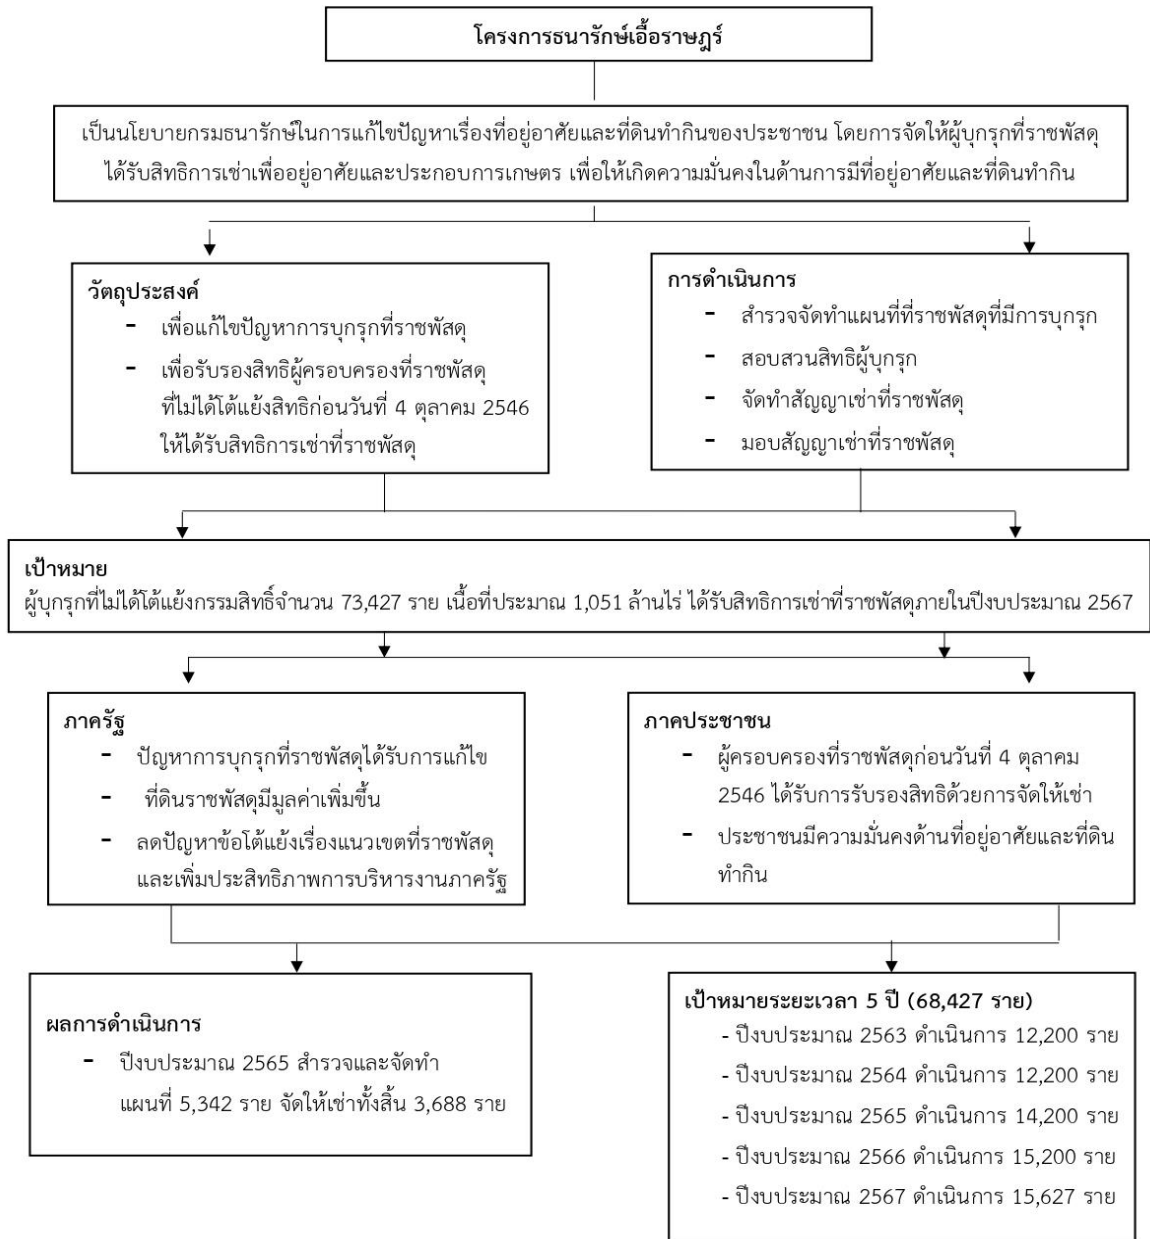 โครงการธนารักษ์เอื้อราษฎร์
เป็นนโยบายกรมธนารักษ์ในการแก้ไขปัญหาเรื่องที่อยู่อาศัยและที่ดินทำกินของประชาชน โดยการจัดให้ผู้บุกรุกที่ราชพัสดุ
ได้รับสิทธิการเช่าเพื่ออยู่อาศัยและประกอบการเกษตร เพื่อให้เกิดความมั่นคงในด้านการมีที่อยู่อาศัยและที่ดินทำกิน
วัตถุประสงค์
- เพื่อแก้ไขปัญหาการบุกรุกที่ราชพัสดุ
- เพื่อรับรองสิทธิผู้ครอบครองที่ราชพัสดุ
ที่ไม่ได้โต้แย้งสิทธิก่อนวันที่ 4 ตุลาคม 2546
ให้ได้รับสิทธิการเช่าที่ราชพัสดุ
การดำเนินการ
- สำรวจจัดทำแผนที่ที่ราชพัสดุที่มีการบุกรุก
- สอบสวนสิทธิผู้บุกรุก
- จัดทำสัญญาเช่าที่ราชพัสดุ
- มอบสัญญาเช่าที่ราชพัสดุ
เป้าหมาย
ผู้บุกรุกที่ไม่ได้โต้แย้งกรรมสิทธิ์จำนวน 73,427 ราย เนื้อที่ประมาณ 1,051 ล้านไร่ ได้รับสิทธิการเช่าที่ราชพัสดุภายในปีงบประมาณ 2567
ภาครัฐ
- ปัญหาการบุกรุกที่ราชพัสดุได้รับการแก้ไข
- ที่ดินราชพัสดุมีมูลค่าเพิ่มขึ้น
- ลดปัญหาข้อโต้แย้งเรื่องแนวเขตที่ราชพัสดุ
และเพิ่มประสิทธิภาพการบริหารงานภาครัฐ
ภาคประชาชน
- ผู้ครอบครองที่ราชพัสดุก่อนวันที่ 4 ตุลาคม
2546 ได้รับการรับรองสิทธิด้วยการจัดให้เช่า
- ประชาชนมีความมั่นคงด้านที่อยู่อาศัยและที่ดิน
ทำกิน
ผลการดำเนินการ
- ปีงบประมาณ 2565 สำรวจและจัดทำ
แผนที่ 5,342 ราย จัดให้เช่าทั้งสิ้น 3,688 ราย
เป้าหมายระยะเวลา 5 ปี (68,427 ราย)
- ปีงบประมาณ 2563 ดำเนินการ 12,200 ราย
- ปีงบประมาณ 2564 ดำเนินการ 12,200 ราย
- ปีงบประมาณ 2565 ดำเนินการ 14,200 ราย
- ปีงบประมาณ 2566 ดำเนินการ 15,200 ราย
- ปีงบประมาณ 2567 ดำเนินการ 15,627 ราย